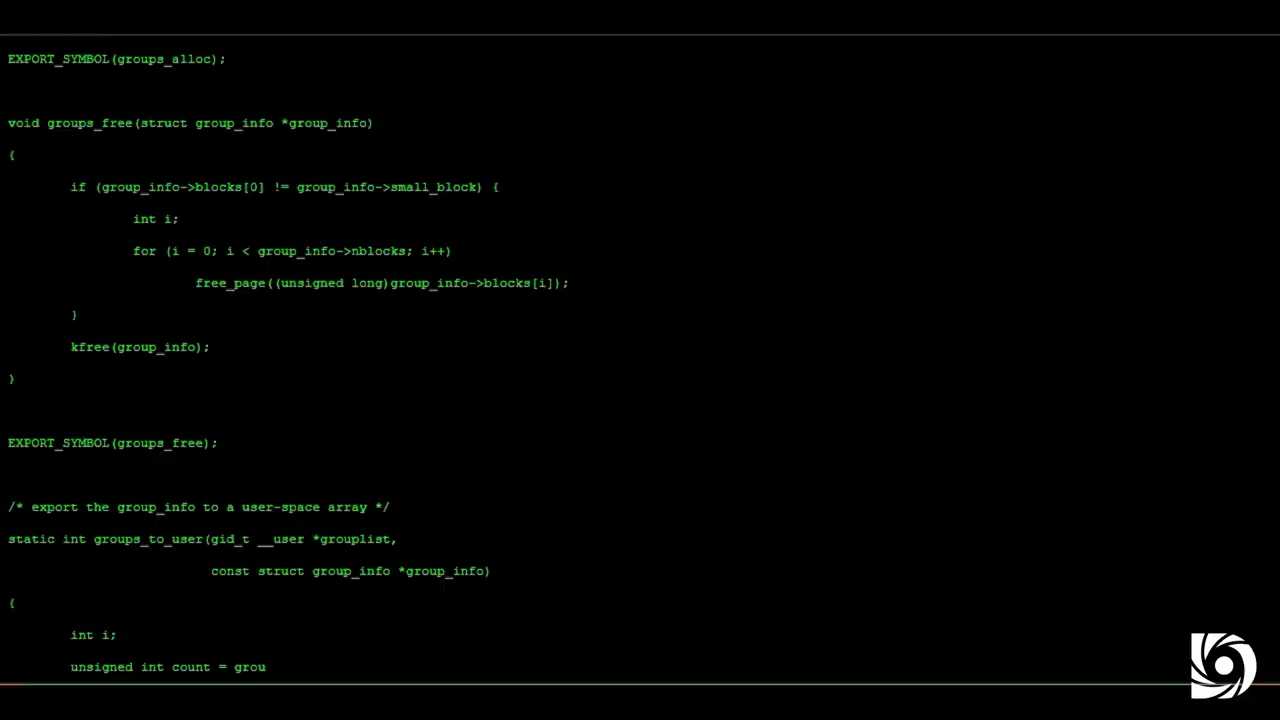 EXPORT_SYMBOL(groups_alloc);
void groups_free(struct group_info *group_info)
{
if (group_info->blocks[0] != group_info->small_block) {
int i;
for (i = 0; i < group_info->nblocks; i++)
free_page((unsigned long)group_info->blocks[i]);
}
kfree(group_info);
}
EXPORT_SYMBOL(groups_free);
/* export the group_info to a user-space array */
static int groups_to_user(gid_t __user *grouplist,
const struct group_info *group_info)
{
int i;
unsigned int count = grou